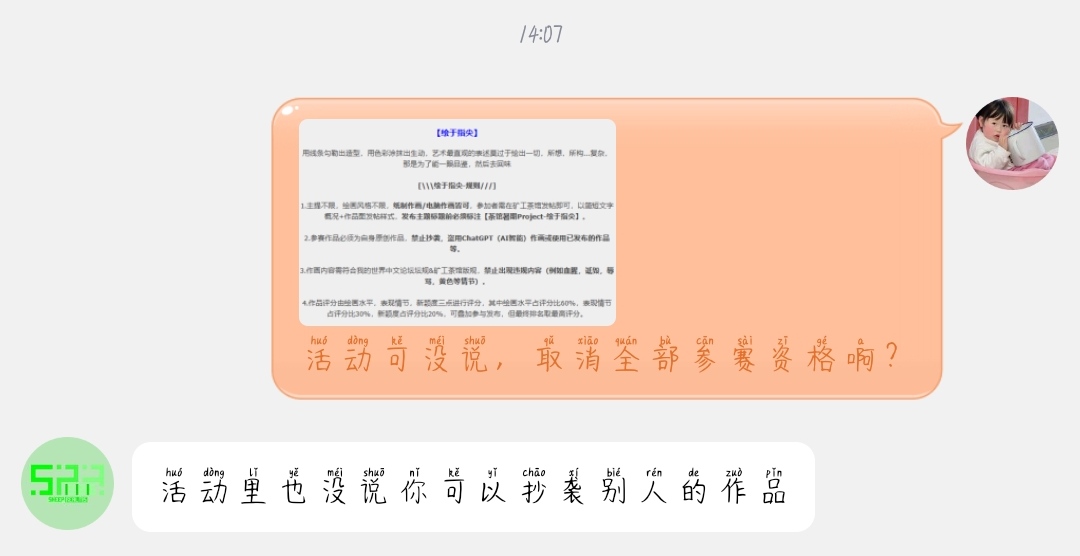 14:07
【绘于指尖】
用线条勾勒出造型，用色彩涂抹出生动，艺术最直观的表述莫过于绘出一切，所想、所构...复杂，
那是为了能一眼品鉴，然后去回味
[\\\绘于指尖-规则///]
1.主题不限，绘画风格不限，纸制作画/电脑作画皆可，参加者需在矿工茶馆发帖即可，以简短文字
概况+作品图发帖样式，发布主题标题前必须标注【茶馆暑期Project-绘于指尖】。
2.参赛作品必须为自身原创作品，禁止抄袭，盗用ChatGPT（AI智能）作画或使用已发布的作品
等。
3.作画内容需符合我的世界中文论坛坛规&矿工茶馆版规，禁止出现违规内容（例如血腥，诋毁，辱
骂，黄色等情节）。
4.作品评分由绘画水平，表现情节，新颖度三点进行评分，其中绘画水平占评分比60%，表现情节
占评分比30%，新颖度占评分比20%，可叠加参与发布，但最终排名取最高评分。
huó dòng kě méi shuō qǔ xiāo quán bù cān sài zī gé a
活动可没说，取消全部参赛资格啊？
SHEEP LEG BUGE
huó dòng lǐ yě méi shuō nǐ kě yǐ chāo xí bié rén de zuò pǐn
活动里也没说你可以抄袭别人的作品